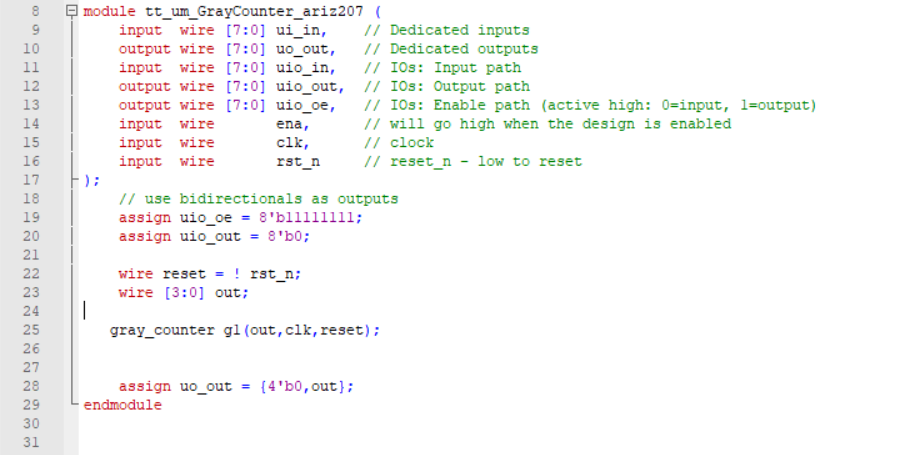 8 module tt_um_GrayCounter_ariz207 (
9 input wire [7:0] ui_in, // Dedicated inputs
10 output wire [7:0] uo_out, // Dedicated outputs
11 input wire [7:0] uio_in, // IOs: Input path
12 output wire [7:0] uio_out, // IOs: Output path
13 output wire [7:0] uio_oe, // IOs: Enable path (active high: 0=input, 1=output)
14 input wire ena, // will go high when the design is enabled
15 input wire clk, // clock
16 input wire rst_n // reset_n - low to reset
17 );
18 // use bidirectionals as outputs
19 assign uio_oe = 8'b11111111;
20 assign uio_out = 8'b0;
21
22 wire reset = ! rst_n;
23 wire [3:0] out;
24
25 gray_counter g1(out,clk,reset);
26
27
28 assign uo_out = {4'b0,out};
29 endmodule
30
31